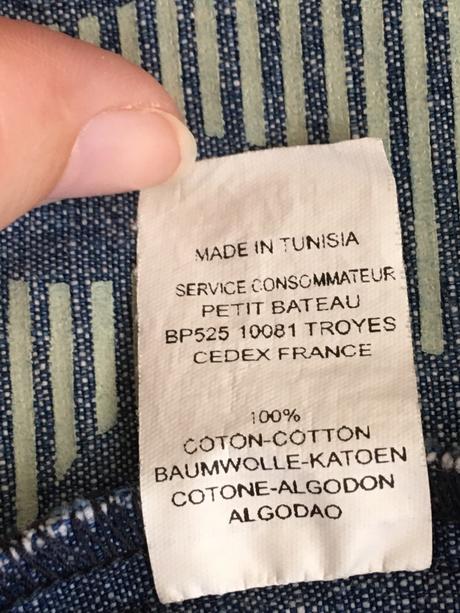 MADE IN TUNISIA
SERVICE CONSOMMATEUR
PETIT BATEAU
BP525 10081 TROYES
CEDEX FRANCE
100%
COTON-COTTON
BAUMWOLLE-KATOEN
COTONE-ALGODON
ALGODAO